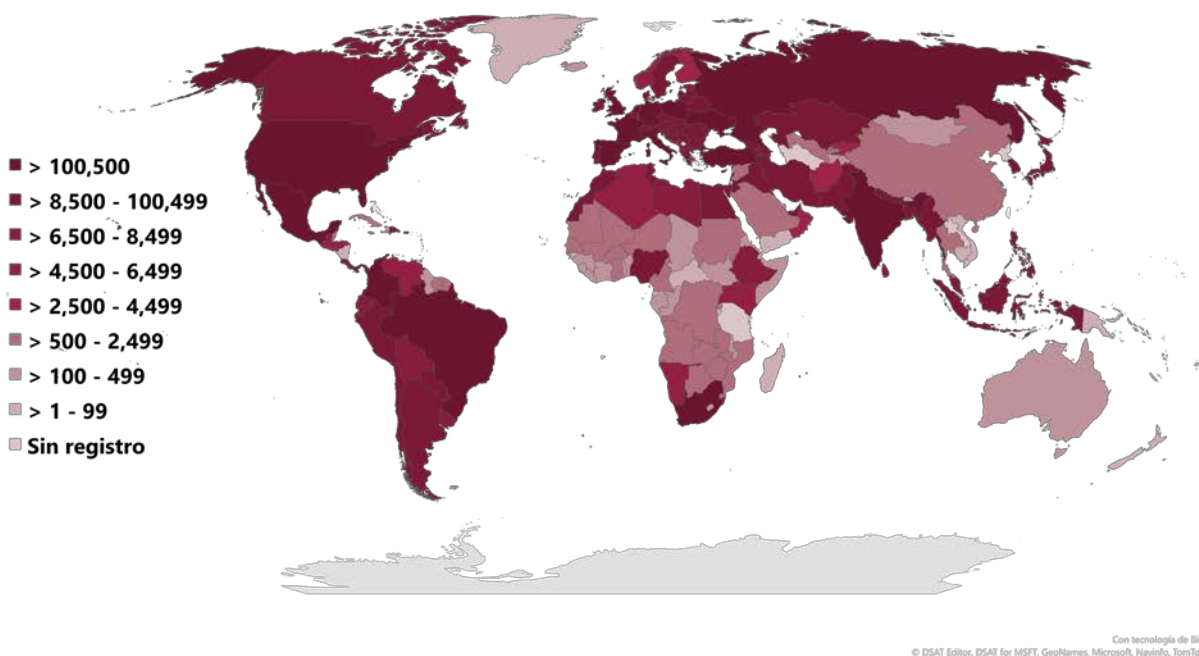 > 100,500
> 8,500 - 100,499
> 6,500 - 8,499
> 4,500 - 6,499
> 2,500 - 4,499
> 500 - 2,499
> 100 - 499
> 1 - 99
Sin registro
Con tecnología de Bi
© DSAT Editor, DSAT for MSFT, GeoNames, Microsoft, Navinfo, TomTo